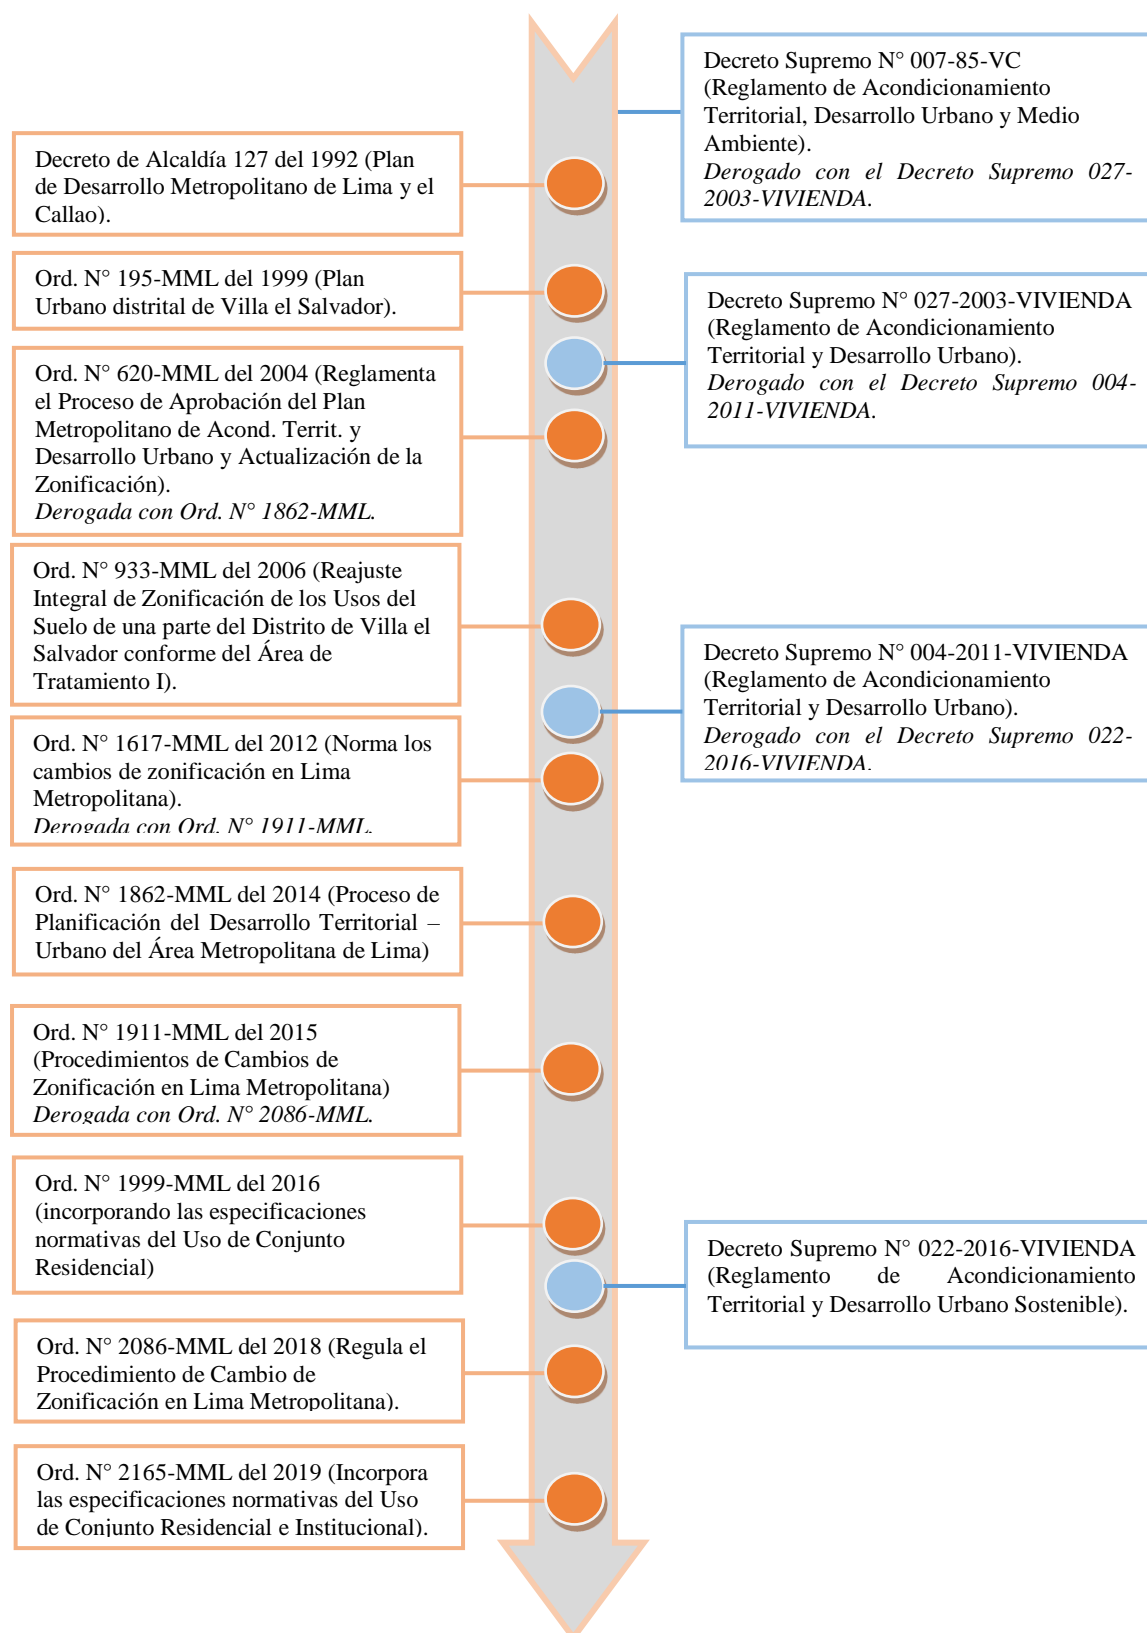 Decreto Supremo N° 007-85-VC
(Reglamento de Acondicionamiento
Territorial, Desarrollo Urbano y Medio
Ambiente).
Derogado con el Decreto Supremo 027-
2003-VIVIENDA.
Decreto de Alcaldía 127 del 1992 (Plan
de Desarrollo Metropolitano de Lima y el
Callao).
Ord. N° 195-MML del 1999 (Plan
Urbano distrital de Villa el Salvador).
Decreto Supremo N° 027-2003-VIVIENDA
(Reglamento de Acondicionamiento
Territorial y Desarrollo Urbano).
Derogado con el Decreto Supremo 004-
2011-VIVIENDA.
Ord. N° 620-MML del 2004 (Reglamenta
el Proceso de Aprobación del Plan
Metropolitano de Acond. Territ. y
Desarrollo Urbano y Actualización de la
Zonificación).
Derogada con Ord. N° 1862-MML.
Ord. N° 933-MML del 2006 (Reajuste
Integral de Zonificación de los Usos del
Suelo de una parte del Distrito de Villa el
Salvador conforme del Área de
Tratamiento I).
Decreto Supremo N° 004-2011-VIVIENDA
(Reglamento de Acondicionamiento
Territorial y Desarrollo Urbano).
Derogado con el Decreto Supremo 022-
2016-VIVIENDA.
Ord. N° 1617-MML del 2012 (Norma los
cambios de zonificación en Lima
Metropolitana).
Derogada con Ord. N° 1911-MML.
Ord. N° 1862-MML del 2014 (Proceso de
Planificación del Desarrollo Territorial –
Urbano del Área Metropolitana de Lima)
Ord. N° 1911-MML del 2015
(Procedimientos de Cambios de
Zonificación en Lima Metropolitana)
Derogada con Ord. N° 2086-MML.
Ord. N° 1999-MML del 2016
(incorporando las especificaciones
normativas del Uso de Conjunto
Residencial)
Decreto Supremo N° 022-2016-VIVIENDA
(Reglamento de Acondicionamiento
Territorial y Desarrollo Urbano Sostenible).
Ord. N° 2086-MML del 2018 (Regula el
Procedimiento de Cambio de
Zonificación en Lima Metropolitana).
Ord. N° 2165-MML del 2019 (Incorpora
las especificaciones normativas del Uso
de Conjunto Residencial e Institucional).